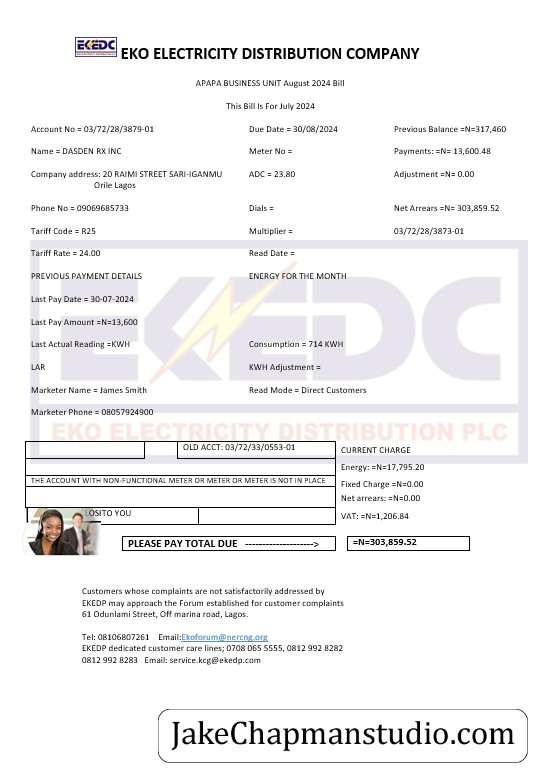 EKEDC
EKO ELECTRICITY DISTRIBUTION COMPANY
APAPA BUSINESS UNIT August 2024 Bill
This Bill Is For July 2024
Account No = 03/72/28/3879-01 Due Date = 30/08/2024 Previous Balance =N=317,460
Name = DASDEN RX INC Meter No = Payments: =N= 13,600.48
Company address: 20 RAIMI STREET SARI-IGANMU ADC = 23.80 Adjustment =N= 0.00
Orile Lagos
Phone No = 09069685733 Dials = Net Arrears =N= 303,859.52
Tariff Code = R25 Multiplier = 03/72/28/3873-01
Tariff Rate = 24.00 Read Date =
PREVIOUS PAYMENT DETAILS ENERGY FOR THE MONTH
Last Pay Date = 30-07-2024
Last Pay Amount =N=13,600
Last Actual Reading =KWH Consumption = 714 KWH
LAR KWH Adjustment =
Marketer Name = James Smith Read Mode = Direct Customers
Marketer Phone = 08057924900
EKEDC
EKO ELECTRICITY DISTRIBUTION PLC
OLD ACCT: 03/72/33/0553-01 CURRENT CHARGE
Energy: =N=17,795.20
THE ACCOUNT WITH NON-FUNCTIONAL METER OR METER OR METER IS NOT IN PLACE Fixed Charge =N=0.00
Net arrears: =N=0.00
LOSITO YOU VAT: =N=1,206.84
PLEASE PAY TOTAL DUE --------------------> =N=303,859.52
Customers whose complaints are not satisfactorily addressed by
EKEDP may approach the Forum established for customer complaints
61 Odunlami Street, Off marina road, Lagos.
Tel: 08106807261 Email:Ekoforum@nercng.org
EKEDP dedicated customer care lines; 0708 065 5555, 0812 992 8282
0812 992 8283 Email: service.kcg@ekedp.com
JakeChapmanstudio.com